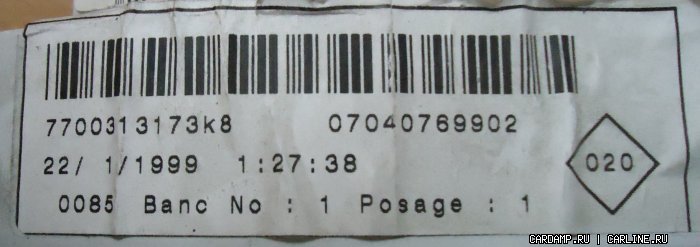 7700313173k8 07040769902
22/ 1/1999 1:27:38
020
0085 Banc No : 1 Posage : 1
CARDAMP.RU | CARLINE.RU